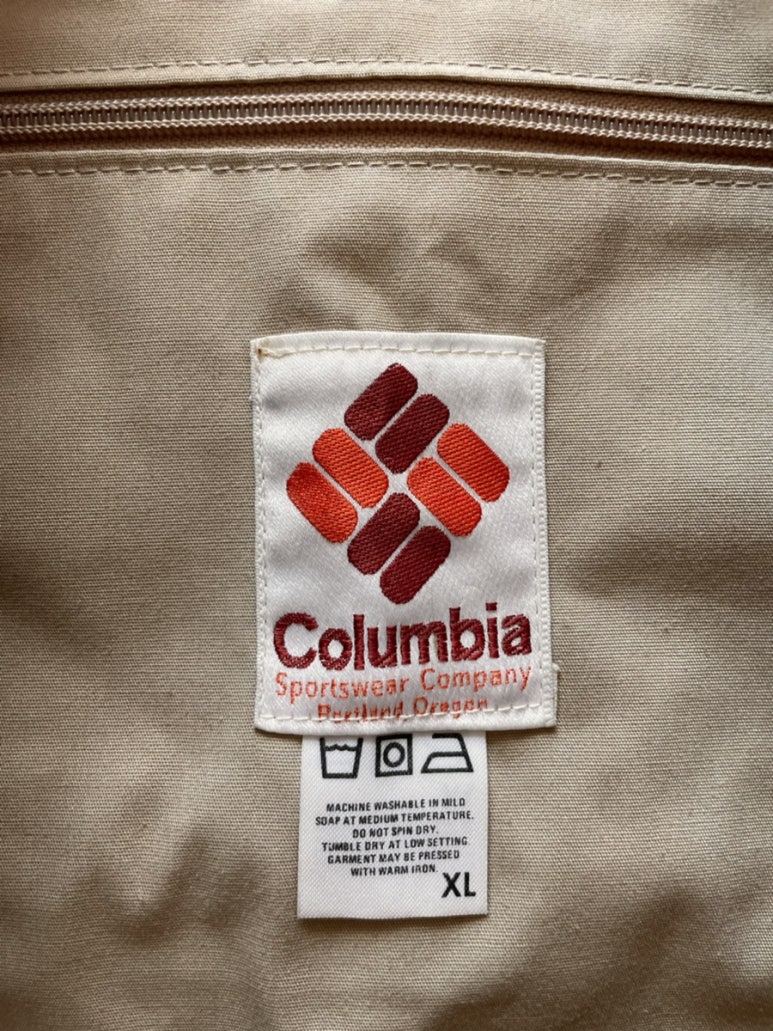 Columbia
Sportswear Company
Portland Oregon
MACHINE WASHABLE IN MILD
SOAP AT MEDIUM TEMPERATURE.
DO NOT SPIN DRY.
TUMBLE DRY AT LOW SETTING.
GARMENT MAY BE PRESSED
WITH WARM IRON.
XL